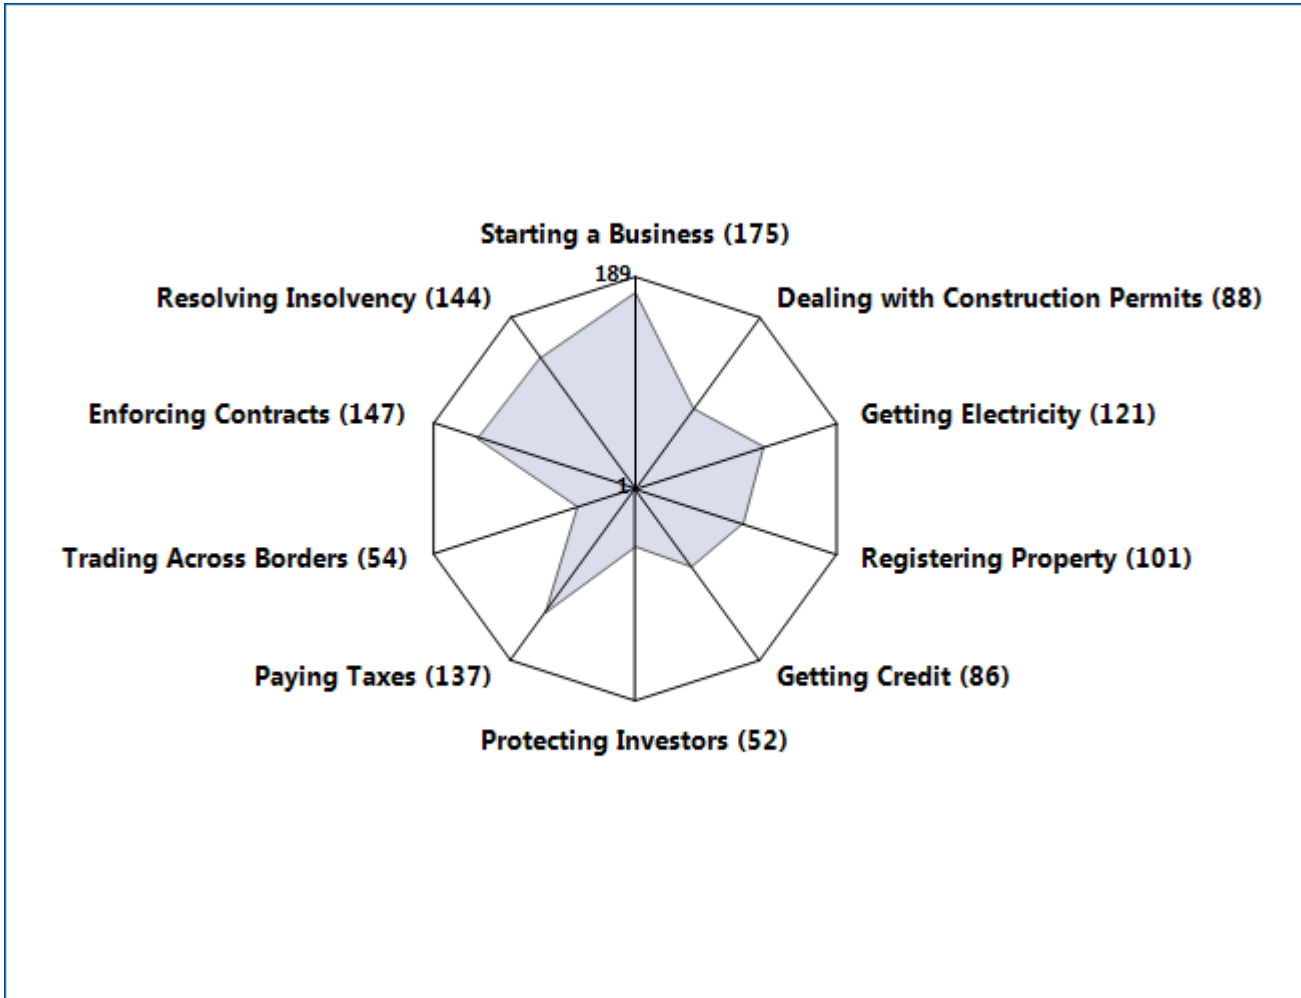 Starting a Business (175)
189
Resolving Insolvency (144)
Dealing with Construction Permits (88)
Enforcing Contracts (147)
Getting Electricity (121)
1
Trading Across Borders (54)
Registering Property (101)
Paying Taxes (137)
Getting Credit (86)
Protecting Investors (52)